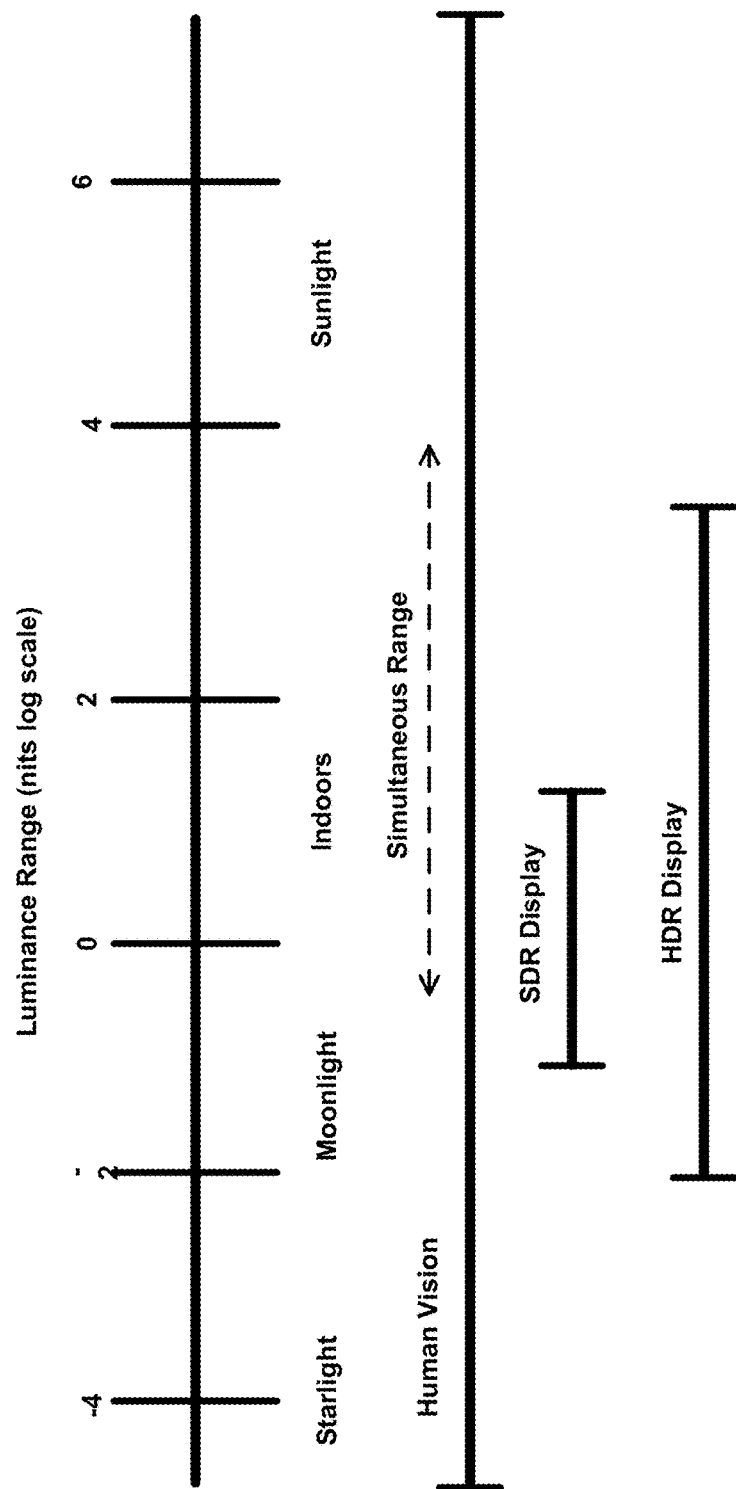 Luminance Range (nits log scale)
-4
-
2
0
2
4
6
Starlight
Moonlight
Indoors
Sunlight
Simultaneous Range
Human Vision
SDR Display
HDR Display